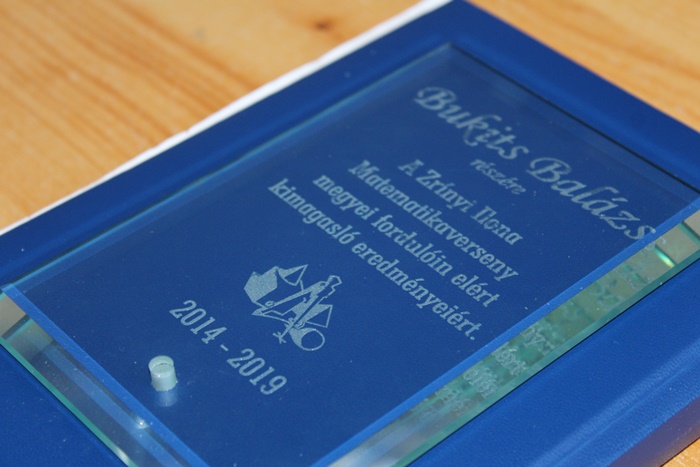 Bukits Balázs
részére
A Zrínyi Ilona
Matematikaverseny
megyei fordulóin elért
kimagasló eredményeiért.
2014 - 2019